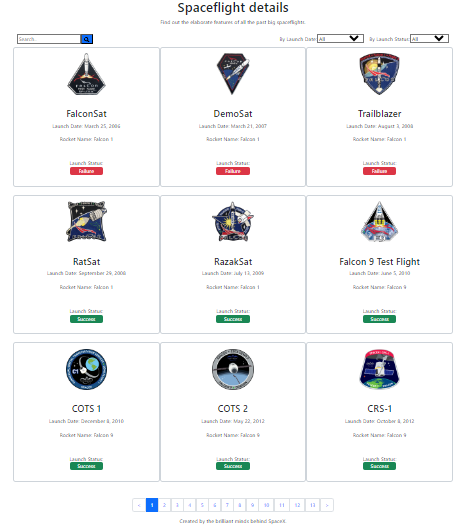 Spaceflight details
Find out the elaborate features of all the past big spaceflights.
Search..
By Launch Date: All By Launch Status: All
FalconSat
Launch Date: March 25, 2006
Rocket Name: Falcon 1
Launch Status:
Failure
DemoSat
Launch Date: March 21, 2007
Rocket Name: Falcon 1
Launch Status:
Failure
Trailblazer
Launch Date: August 3, 2008
Rocket Name: Falcon 1
Launch Status:
Failure
RatSat
Launch Date: September 28, 2008
Rocket Name: Falcon 1
Launch Status:
Success
RazakSat
Launch Date: July 13, 2009
Rocket Name: Falcon 1
Launch Status:
Success
Falcon 9 Test Flight
Launch Date: June 5, 2010
Rocket Name: Falcon 9
Launch Status:
Success
COTS 1
Launch Date: December 8, 2010
Rocket Name: Falcon 9
Launch Status:
Success
COTS 2
Launch Date: May 22, 2012
Rocket Name: Falcon 9
Launch Status:
Success
CRS-1
Launch Date: October 8, 2012
Rocket Name: Falcon 9
Launch Status:
Success
« 1 2 3 4 5 6 7 8 9 10 11 12 13 »
Created by the brilliant minds behind SpaceX.